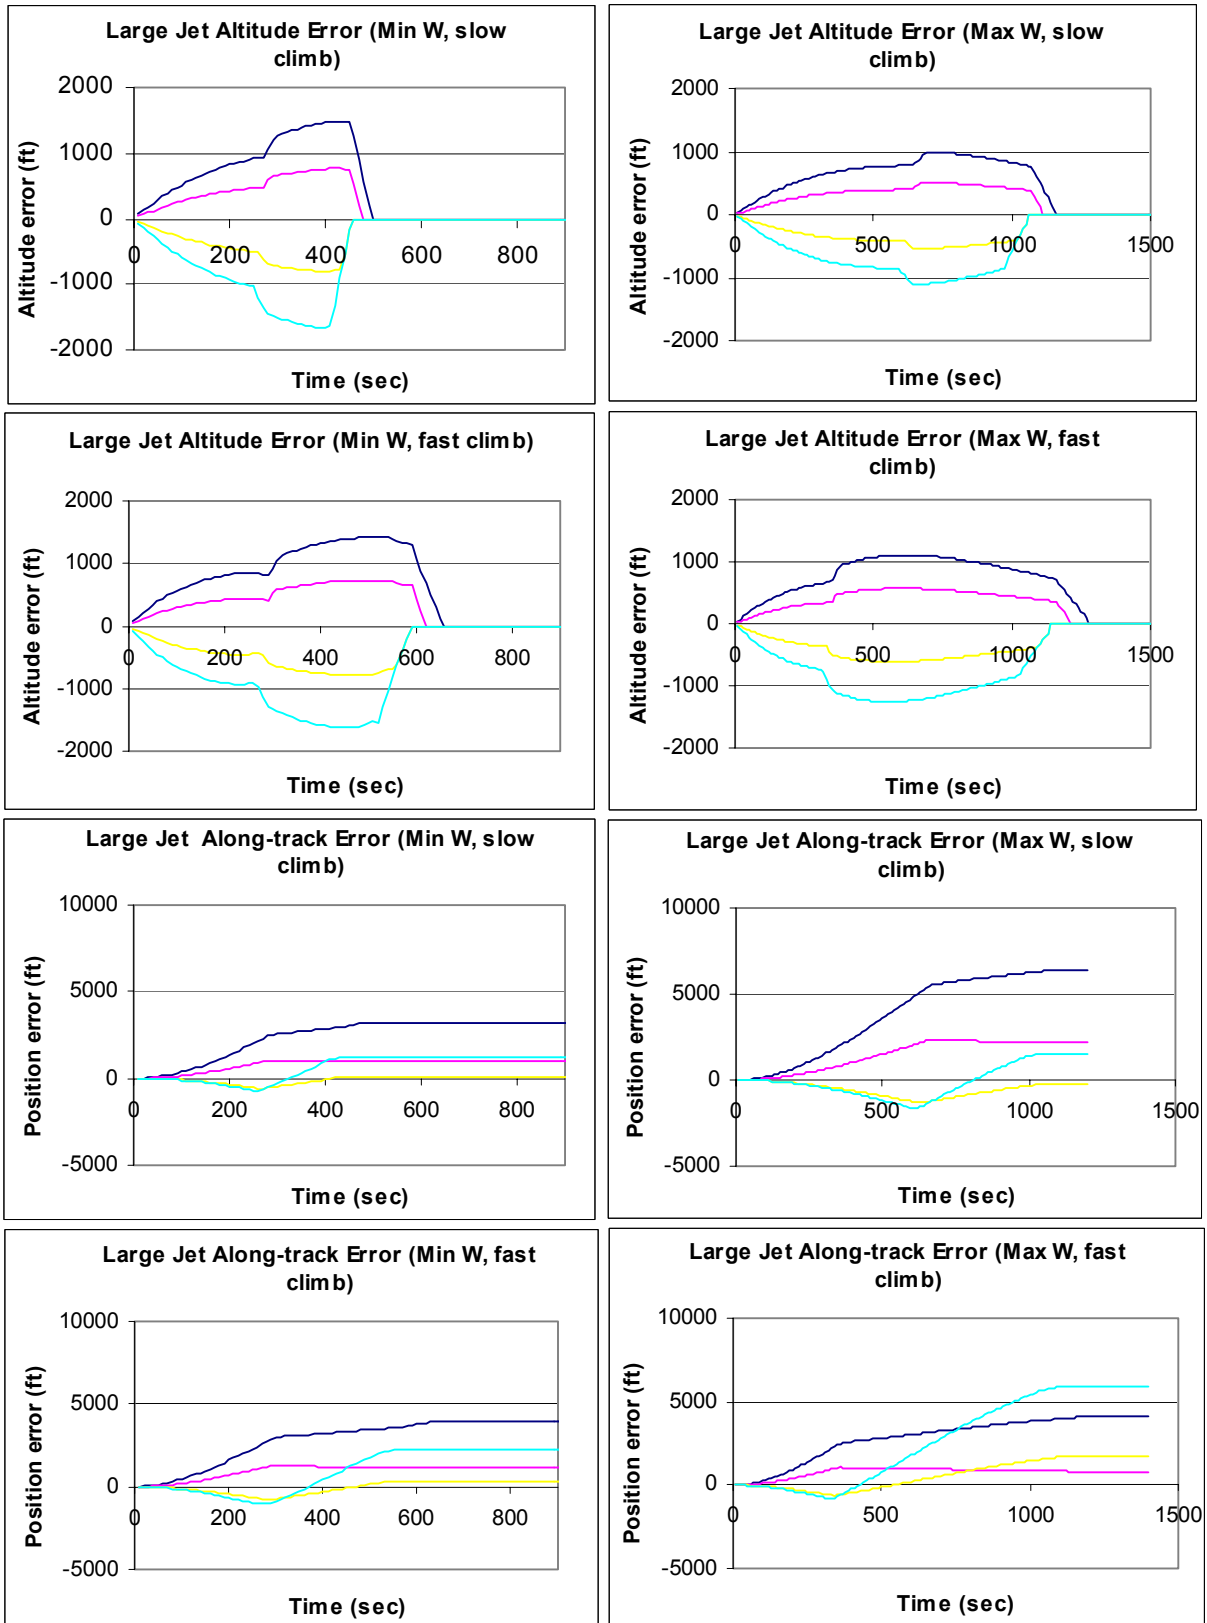 Large Jet Altitude Error (Min W, slow
climb)
2000
1000
0
-1000
-2000
0
200
400
600
800
Altitude error (ft)
Time (sec)
Large Jet Altitude Error (Max W, slow
climb)
2000
1000
0
-1000
-2000
0
500
1000
1500
Altitude error (ft)
Time (sec)
Large Jet Altitude Error (Min W, fast climb)
2000
1000
0
-1000
-2000
0
200
400
600
800
Altitude error (ft)
Time (sec)
Large Jet Altitude Error (Max W, fast
climb)
2000
1000
0
-1000
-2000
0
500
1000
1500
Altitude error (ft)
Time (sec)
Large Jet Along-track Error (Min W, slow
climb)
10000
5000
0
-5000
0
200
400
600
800
Position error (ft)
Time (sec)
Large Jet Along-track Error (Max W, slow
climb)
10000
5000
0
-5000
0
500
1000
1500
Position error (ft)
Time (sec)
Large Jet Along-track Error (Min W, fast
climb)
10000
5000
0
-5000
0
200
400
600
800
Position error (ft)
Time (sec)
Large Jet Along-track Error (Max W, fast
climb)
10000
5000
0
-5000
0
500
1000
1500
Position error (ft)
Time (sec)